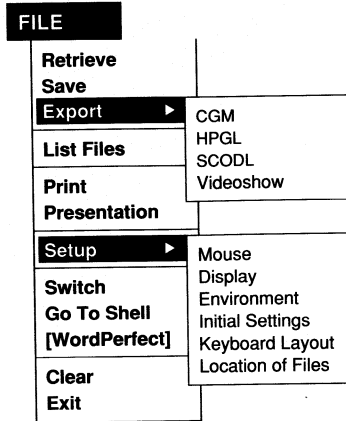 FILE
Retrieve
Save
Export
CGM
HPGL
SCODL
Videoshow
List Files
Print
Presentation
Setup
Mouse
Display
Environment
Initial Settings
Keyboard Layout
Location of Files
Switch
Go To Shell
[WordPerfect]
Clear
Exit